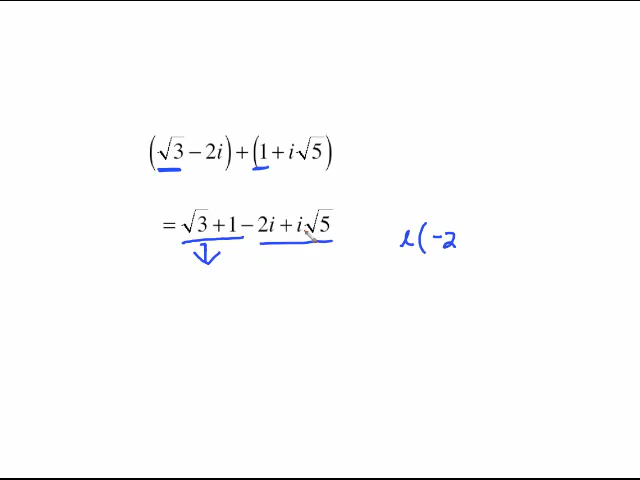 (√3 − 2i) + (1 + i√5)
= √3 + 1 − 2i + i√5
i(-2